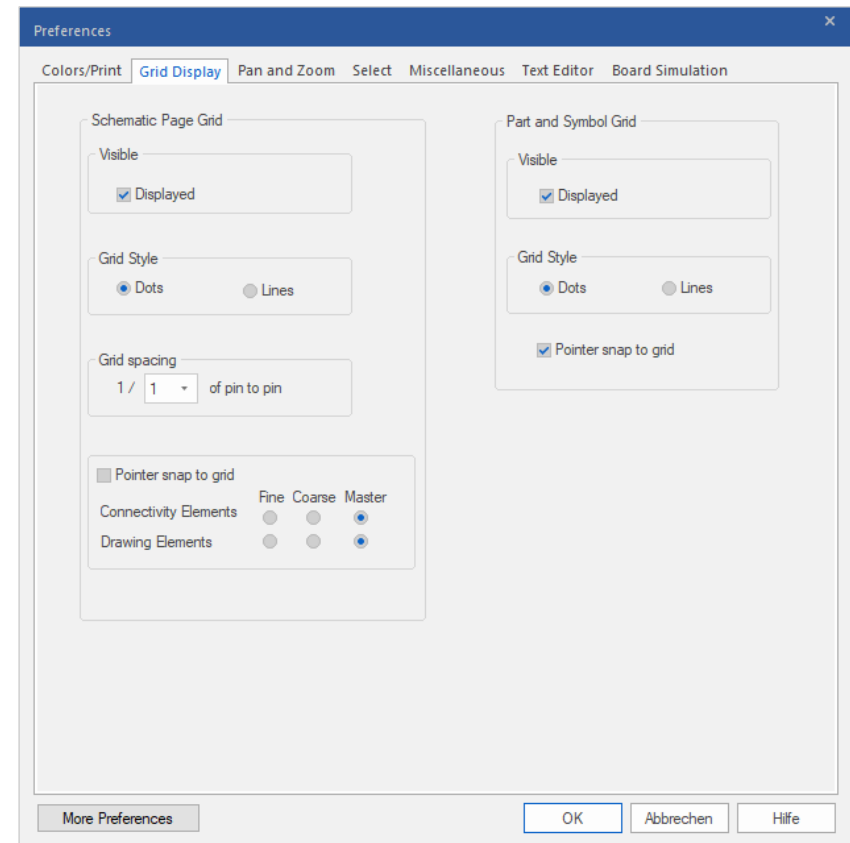 Preferences
Colors/Print Grid Display Pan and Zoom Select Miscellaneous Text Editor Board Simulation
Schematic Page Grid
Visible
Displayed
Grid Style
Dots Lines
Grid spacing
1 / 1 of pin to pin
Pointer snap to grid
Fine Coarse Master
Connectivity Elements
Drawing Elements
Part and Symbol Grid
Visible
Displayed
Grid Style
Dots Lines
Pointer snap to grid
More Preferences OK Abbrechen Hilfe